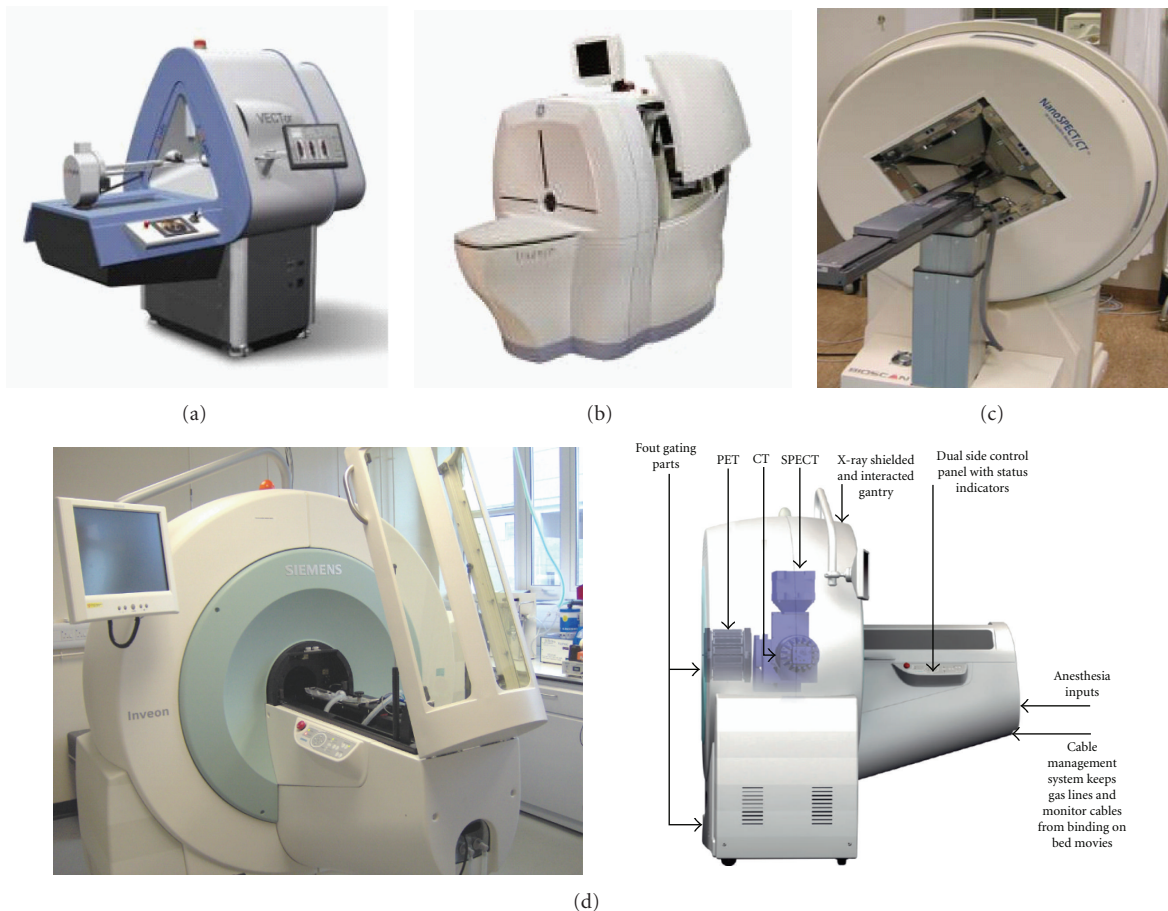 VECTor
NanoSPECT/CT
BIOSCAN
(a)
(b)
(c)
SIEMENS
Inveon
Fout gating
parts
PET
CT
SPECT
X-ray shielded
and interacted
gantry
Dual side control
panel with status
indicators
Anesthesia
inputs
Cable
management
system keeps
gas lines and
monitor cables
from binding on
bed movies
(d)